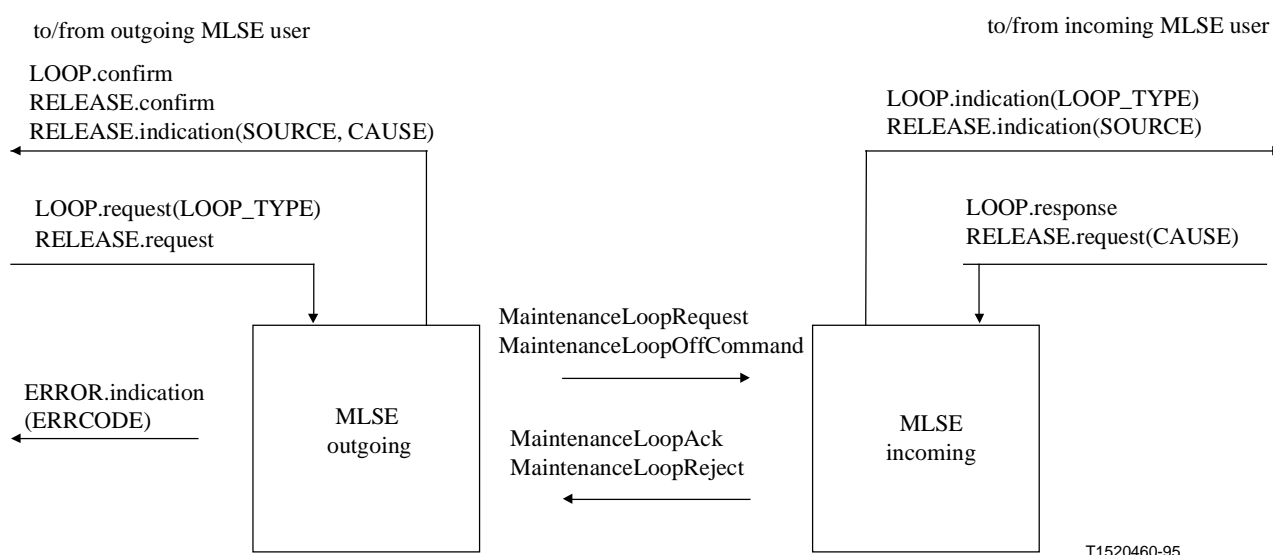 to/from outgoing MLSE user
to/from incoming MLSE user
LOOP.confirm
RELEASE.confirm
RELEASE.indication(SOURCE, CAUSE)
LOOP.indication(LOOP_TYPE)
RELEASE.indication(SOURCE)
LOOP.request(LOOP_TYPE)
RELEASE.request
LOOP.response
RELEASE.request(CAUSE)
MaintenanceLoopRequest
MaintenanceLoopOffCommand
ERROR.indication
(ERRCODE)
MLSE
outgoing
MaintenanceLoopAck
MaintenanceLoopReject
MLSE
incoming
T1520460-95